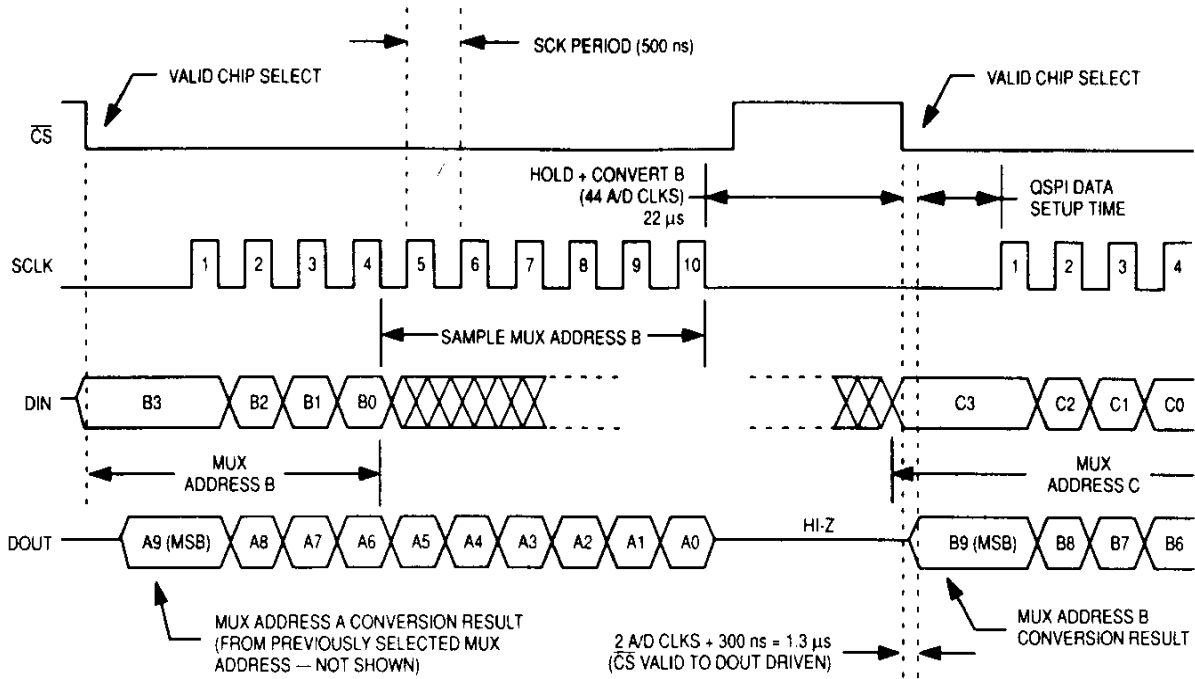 SCK PERIOD (500 ns)
VALID CHIP SELECT
VALID CHIP SELECT
CS
HOLD + CONVERT B
(44 A/D CLKS)
22 µs
QSPI DATA
SETUP TIME
SCLK
1 2 3 4 5 6 7 8 9 10 1 2 3 4
SAMPLE MUX ADDRESS B
DIN
B3 B2 B1 B0 C3 C2 C1 C0
MUX
ADDRESS B
MUX
ADDRESS C
DOUT
A9 (MSB) A8 A7 A6 A5 A4 A3 A2 A1 A0 HI-Z B9 (MSB) B8 B7 B6
MUX ADDRESS A CONVERSION RESULT
(FROM PREVIOUSLY SELECTED MUX
ADDRESS — NOT SHOWN)
2 A/D CLKS + 300 ns = 1.3 µs
(CS VALID TO DOUT DRIVEN)
MUX ADDRESS B
CONVERSION RESULT